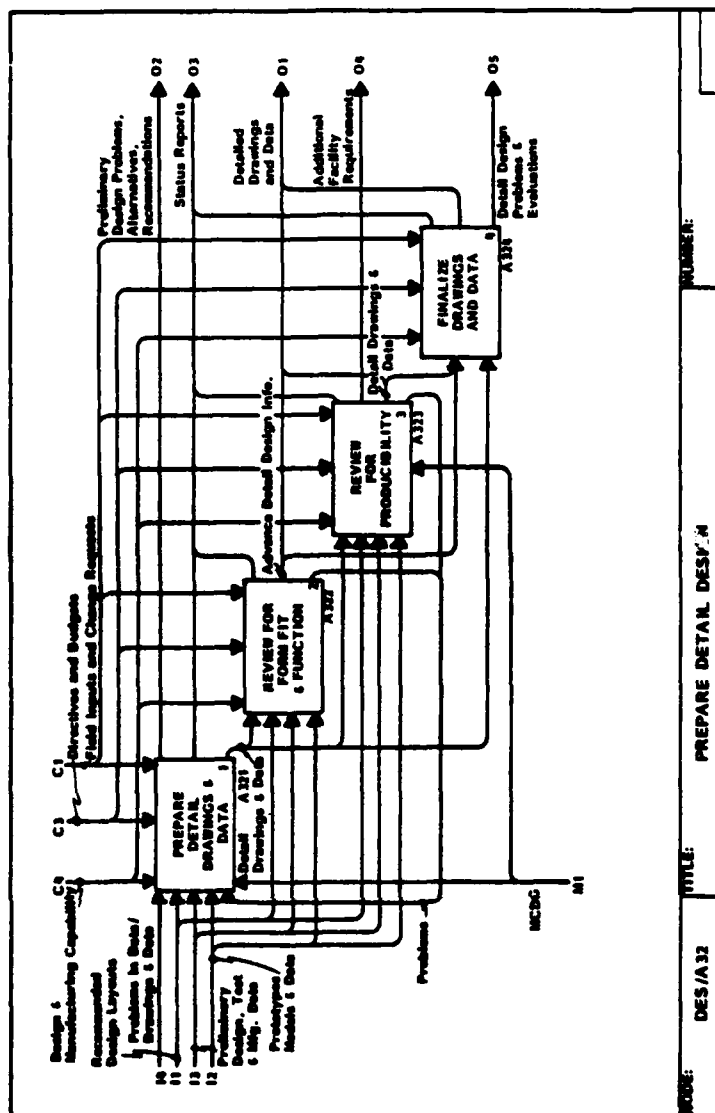 C4
C3
C1
Design &
Manufacturing Capability
Directives and Budgets
Field Inputs and Change Requests
Recommended
Design Layouts
Problems in Data/
Drawings & Data
I4
I1
I3
I2
Preliminary
Design, Test
& Mfg. Data
Prototypes
Models & Data
PREPARE
DETAIL
DRAWINGS &
DATA
1
A321
Detail
Drawings & Data
REVIEW FOR
FORM FIT
& FUNCTION
2
A322
Advance Detail Design Info.
REVIEW
FOR
PRODUCIBILITY
3
A323
Detail Drawings &
Data
FINALIZE
DRAWINGS
AND DATA
4
A324
Preliminary
Design Problems,
Alternatives,
Recomendations
O2
Status Reports
O3
Detailed
Drawings
and Data
O1
Additional
Facility
Requirements
O4
Detail Design
Problems &
Evaluations
O5
Problems
MCDG
M1
NODE:
DES/A32
TITLE:
PREPARE DETAIL DESIGN
NUMBER: